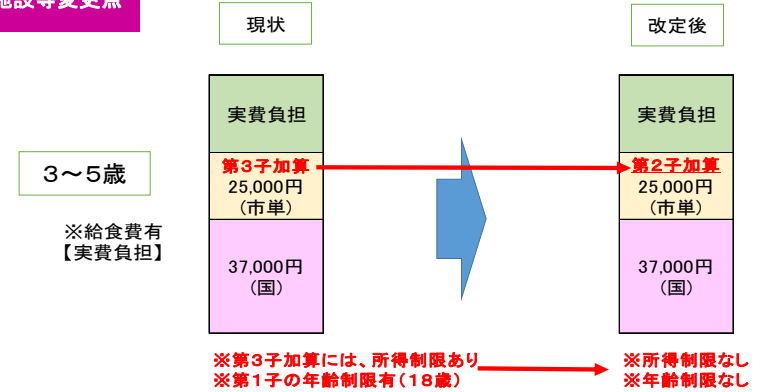 施設等変更点
現状
改定後
実費負担
実費負担
３～５歳
第３子加算
25,000円
（市単）
第２子加算
25,000円
（市単）
※給食費有
【実費負担】
37,000円
（国）
37,000円
（国）
※第３子加算には、所得制限あり
※第１子の年齢制限有（１８歳）
※所得制限なし
※年齢制限なし